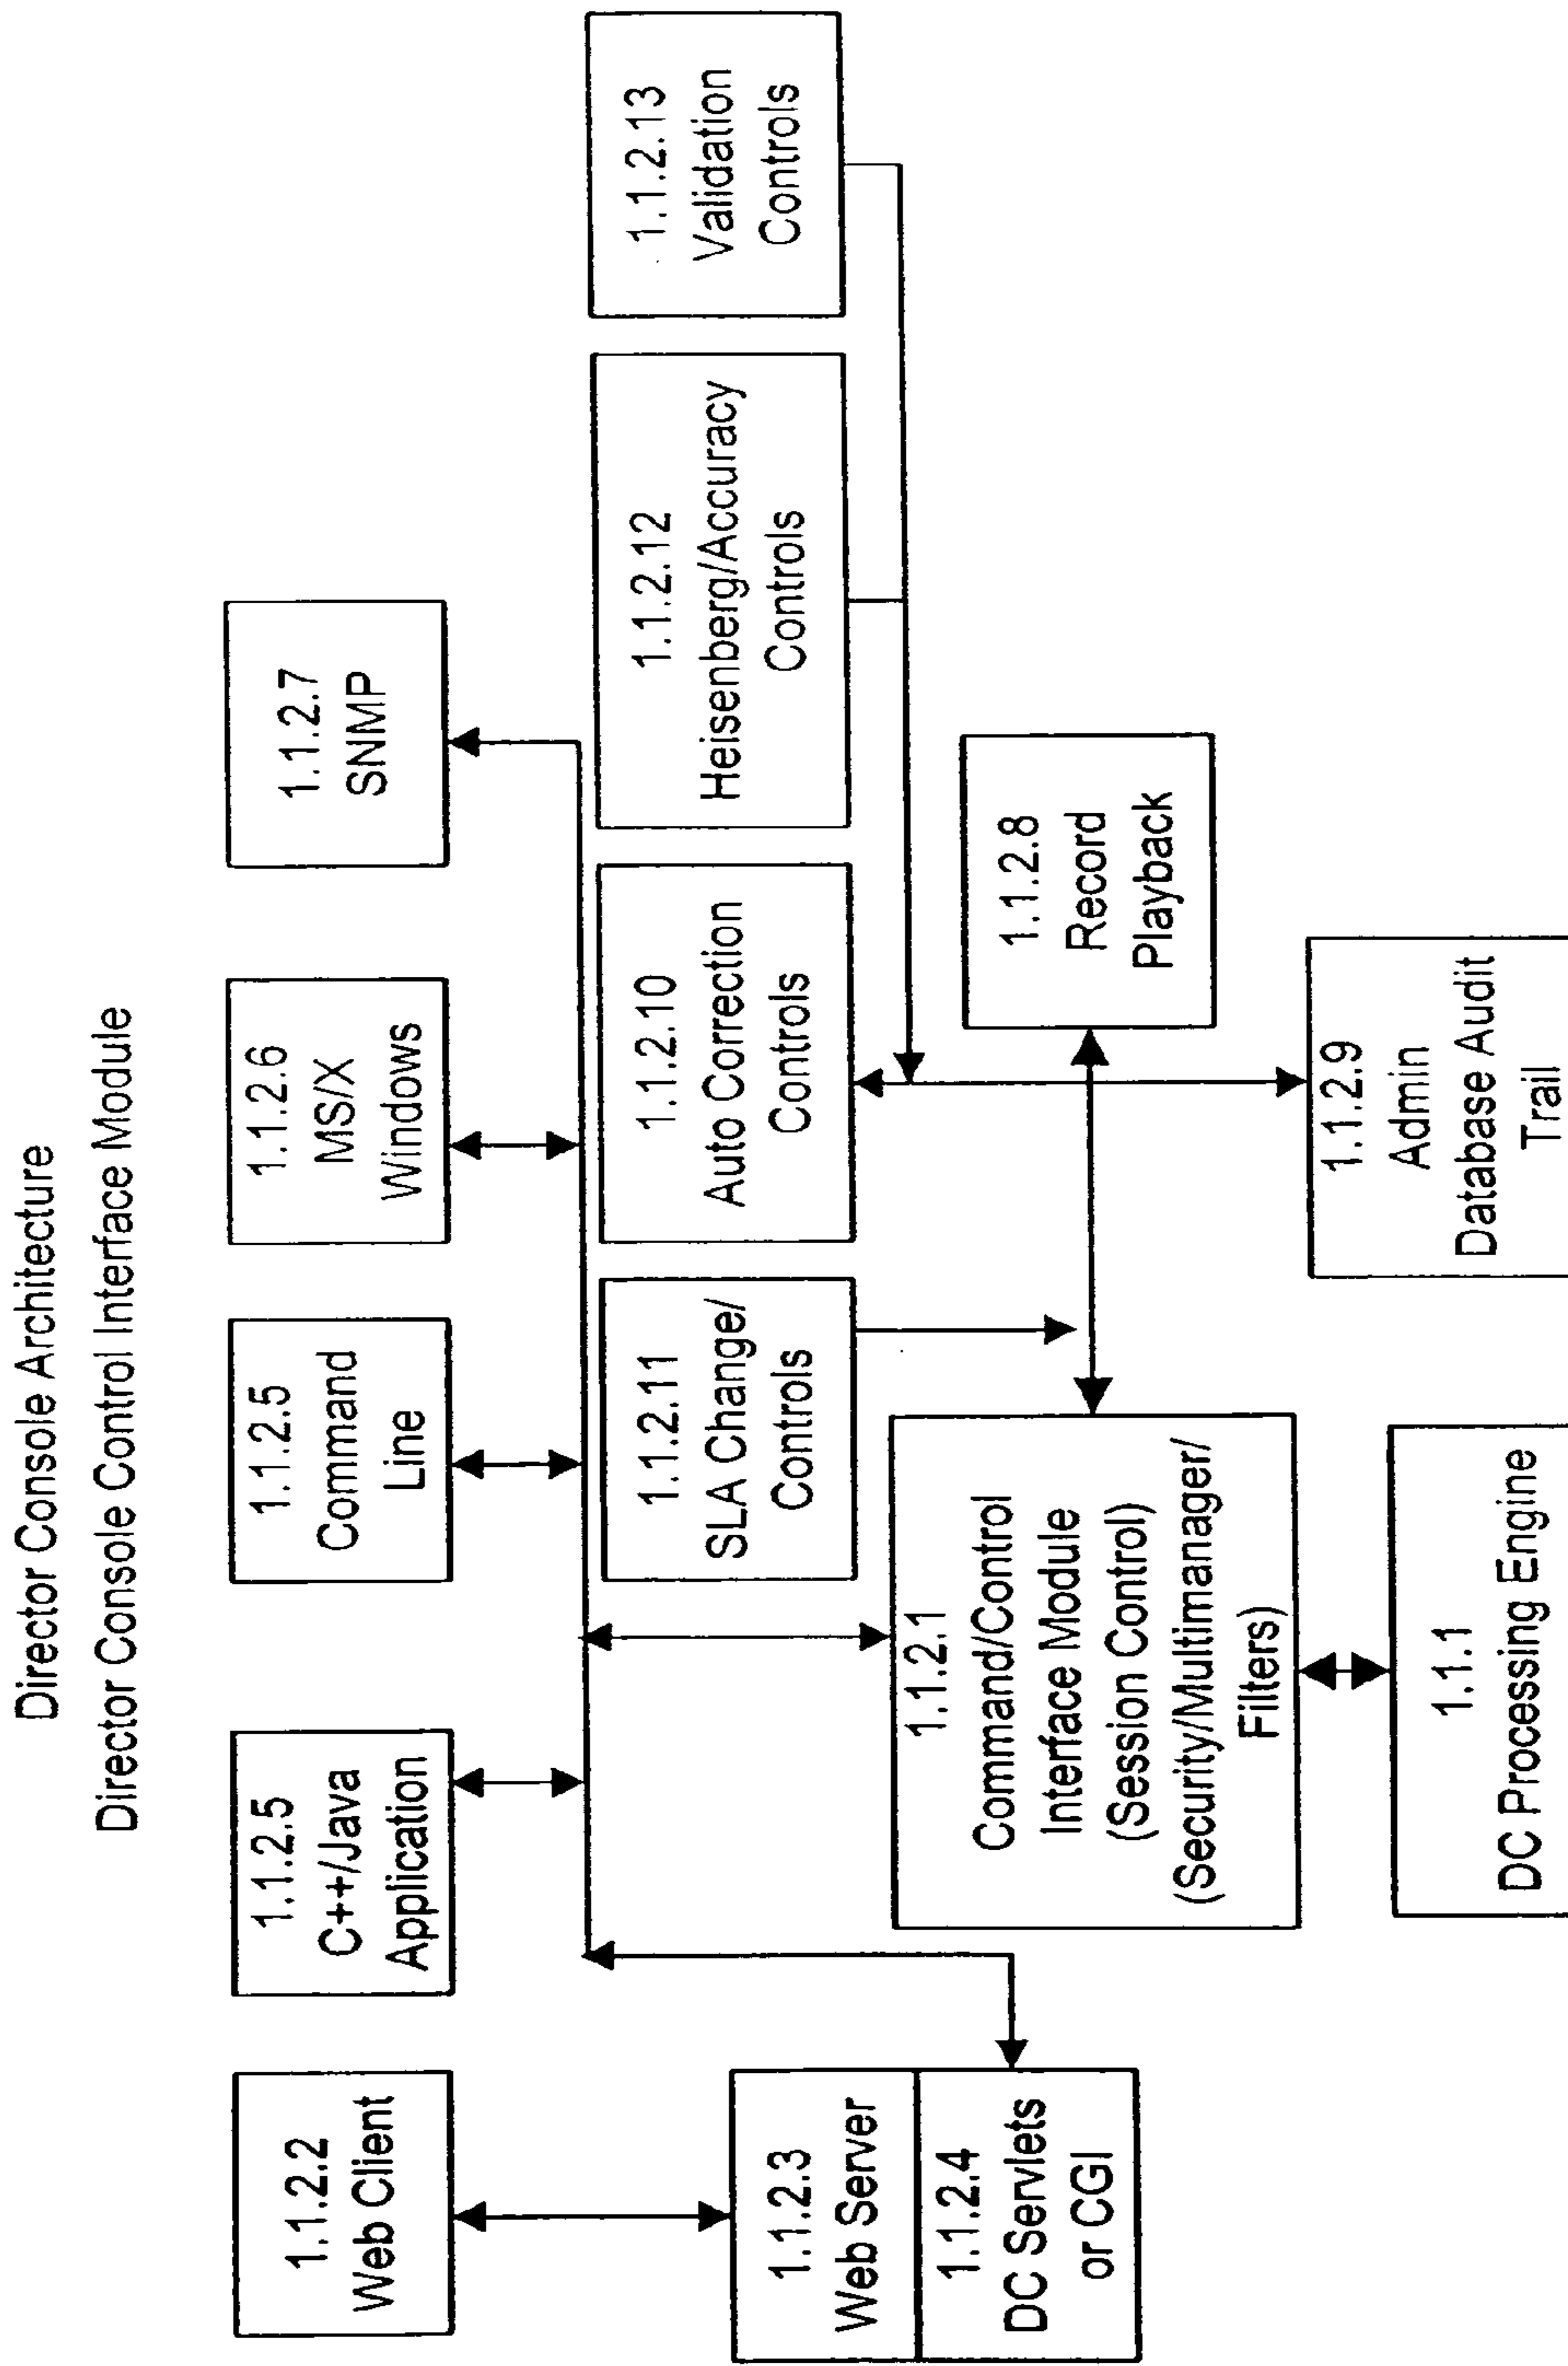 Director Console Architecture
Director Console Control Interface Module
1.1.2.2
Web Client
1.1.2.5
C++/Java
Application
1.1.2.5
Command
Line
1.1.2.6
MS/X
Windows
1.1.2.7
SNMP
1.1.2.11
SLA Change/
Controls
1.1.2.10
Auto Correction
Controls
1.1.2.12
Heisenberg/Accuracy
Controls
1.1.2.13
Validation
Controls
1.1.2.3
Web Server
1.1.2.4
DC Servlets
or CGI
1.1.2.1
Command/Control
Interface Module
(Session Control)
(Security/Multimanager/
Filters)
1.1.2.8
Record
Playback
1.1.1
DC Processing Engine
1.1.2.9
Admin
Database Audit
Trail